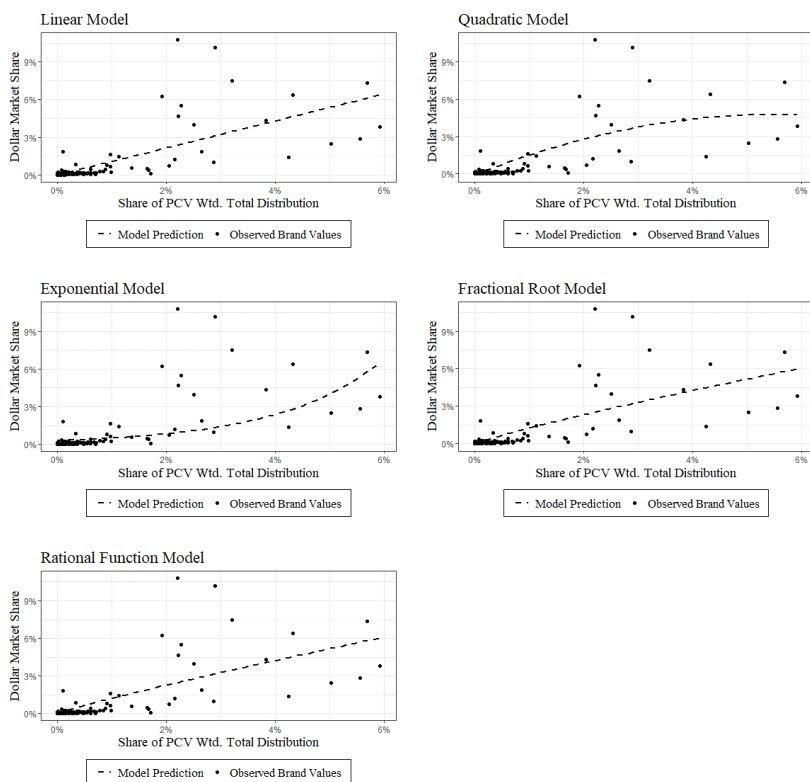 Linear Model
Dollar Market Share
9%
6%
3%
0%
0%
2%
4%
6%
Share of PCV Wtd. Total Distribution
Model Prediction
Observed Brand Values
Quadratic Model
Dollar Market Share
9%
6%
3%
0%
0%
2%
4%
6%
Share of PCV Wtd. Total Distribution
Model Prediction
Observed Brand Values
Exponential Model
Dollar Market Share
9%
6%
3%
0%
0%
2%
4%
6%
Share of PCV Wtd. Total Distribution
Model Prediction
Observed Brand Values
Fractional Root Model
Dollar Market Share
9%
6%
3%
0%
0%
2%
4%
6%
Share of PCV Wtd. Total Distribution
Model Prediction
Observed Brand Values
Rational Function Model
Dollar Market Share
9%
6%
3%
0%
0%
2%
4%
6%
Share of PCV Wtd. Total Distribution
Model Prediction
Observed Brand Values